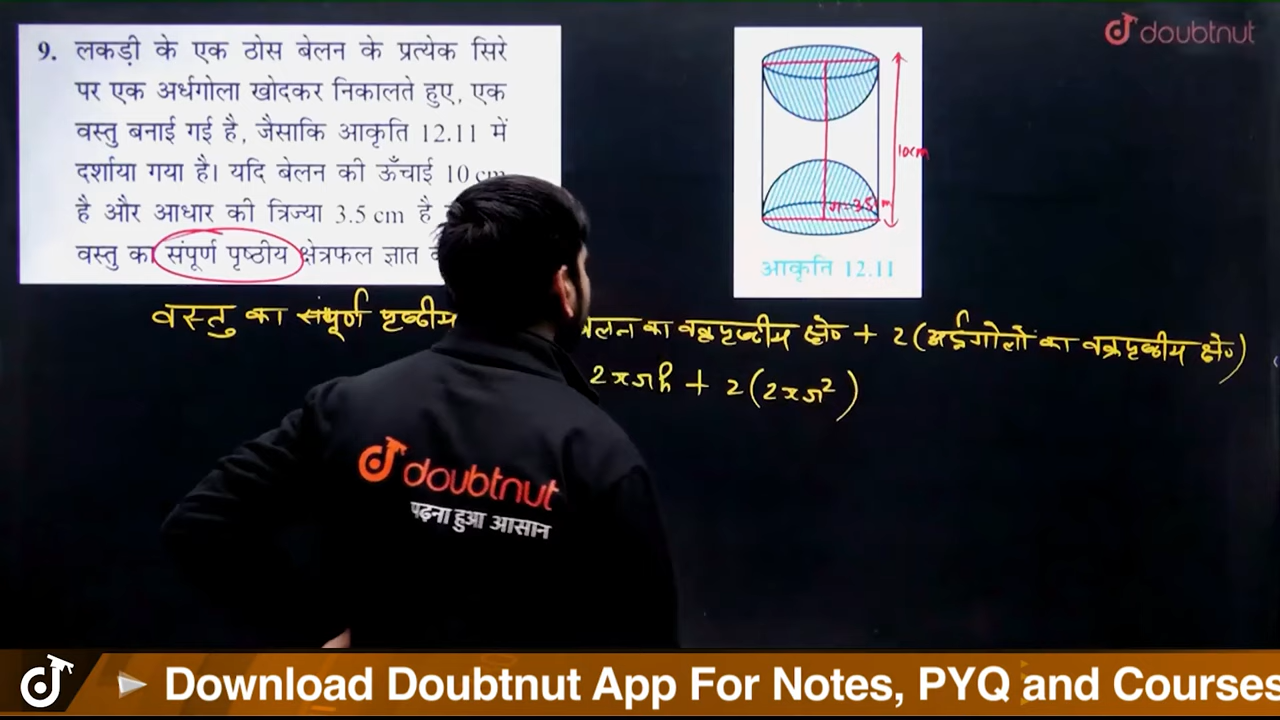 9. लकड़ी के एक ठोस बेलन के प्रत्येक सिरे
पर एक अर्धगोला खोदकर निकालते हुए, एक
वस्तु बनाई गई है, जैसाकि आकृति 12.11 में
दर्शाया गया है। यदि बेलन की ऊँचाई 10 cm
है और आधार की त्रिज्या 3.5 cm है
वस्तु का संपूर्ण पृष्ठीय क्षेत्रफल ज्ञात
10cm
आकृति 12.11
doubtnut
वस्तु का संपूर्ण पृष्ठीय
का वक्रपृष्ठीय क्षे० + 2 (अर्द्धगोलों का वक्रपृष्ठीय क्षे०)
2πrh + 2(2πr²)
doubtnut
पढ़ना हुआ आसान
Download Doubtnut App For Notes, PYQ and Courses